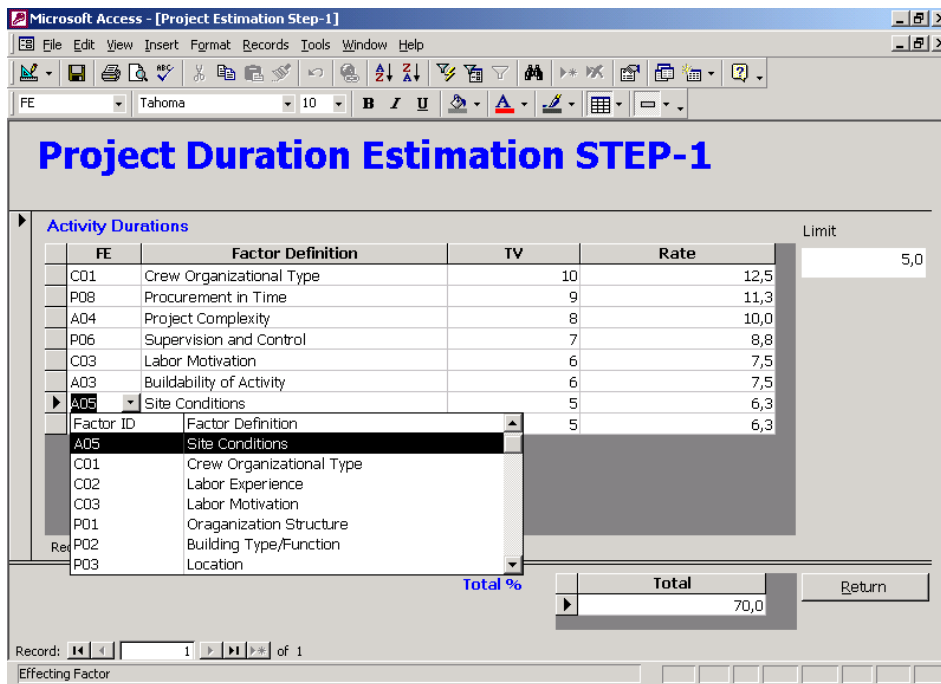 Microsoft Access - [Project Estimation Step-1]
File Edit View Insert Format Records Tools Window Help
FE Tahoma 10 B I U A
Project Duration Estimation STEP-1
Activity Durations
Limit
5,0
FE Factor Definition TV Rate
C01 Crew Organizational Type 10 12,5
P08 Procurement in Time 9 11,3
A04 Project Complexity 8 10,0
P06 Supervision and Control 7 8,8
C03 Labor Motivation 6 7,5
A03 Buildability of Activity 6 7,5
A05 Site Conditions 5 6,3
5 6,3
Factor ID Factor Definition
A05 Site Conditions
C01 Crew Organizational Type
C02 Labor Experience
C03 Labor Motivation
P01 Oraganization Structure
P02 Building Type/Function
P03 Location
Rec
Total % Total
70,0
Return
Record: 1 of 1
Effecting Factor